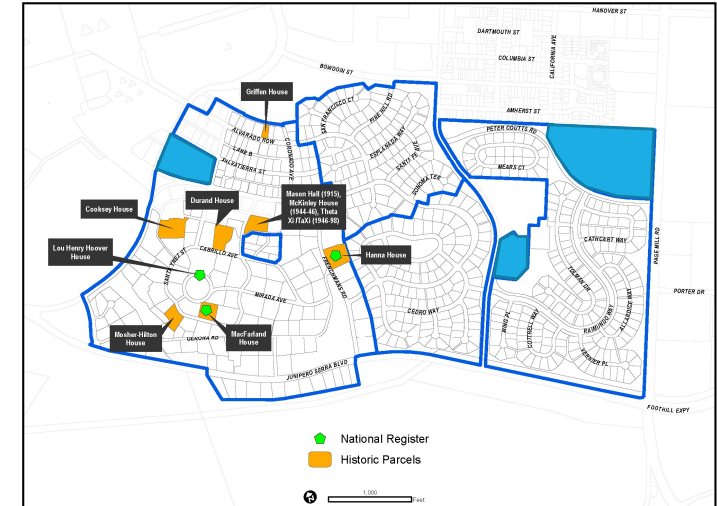 HANOVER ST
DARTMOUTH ST
CALIFORNIA AVE
COLUMBIA ST
BOWDOIN ST
Griffen House
SAN FRANCISCO CT
PINE HILL RD
AMHERST ST
PETER COUTTS RD
ALVARADO ROW
CORONADO AVE
ESPLANADA WAY
LANE B
SANTA FE AVE
SALVATIERRA ST
MEARS CT
SONOMA TER
Mason Hall (1915),
McKinley House
(1944-46), Theta
Xi /TaXi (1946-98)
Durand House
Cooksey House
CATHCART WAY
PAGE MILL RD
Lou Henry Hoover
House
CABRILLO AVE
Hanna House
SANTA YNEZ ST
FRENCHMANS RD
TOLMAN DR
PORTER DR
MIRADA AVE
CEDRO WAY
WING PL
COTTRELL WAY
RAIMUNDO WAY
ALLARDICE WAY
Mosher-Hilton
House
MacFarland
House
GERONA RD
VERNIER PL
JUNIPERO SERRA BLVD
FOOTHILL EXPY
National Register
Historic Parcels
1,000
Feet